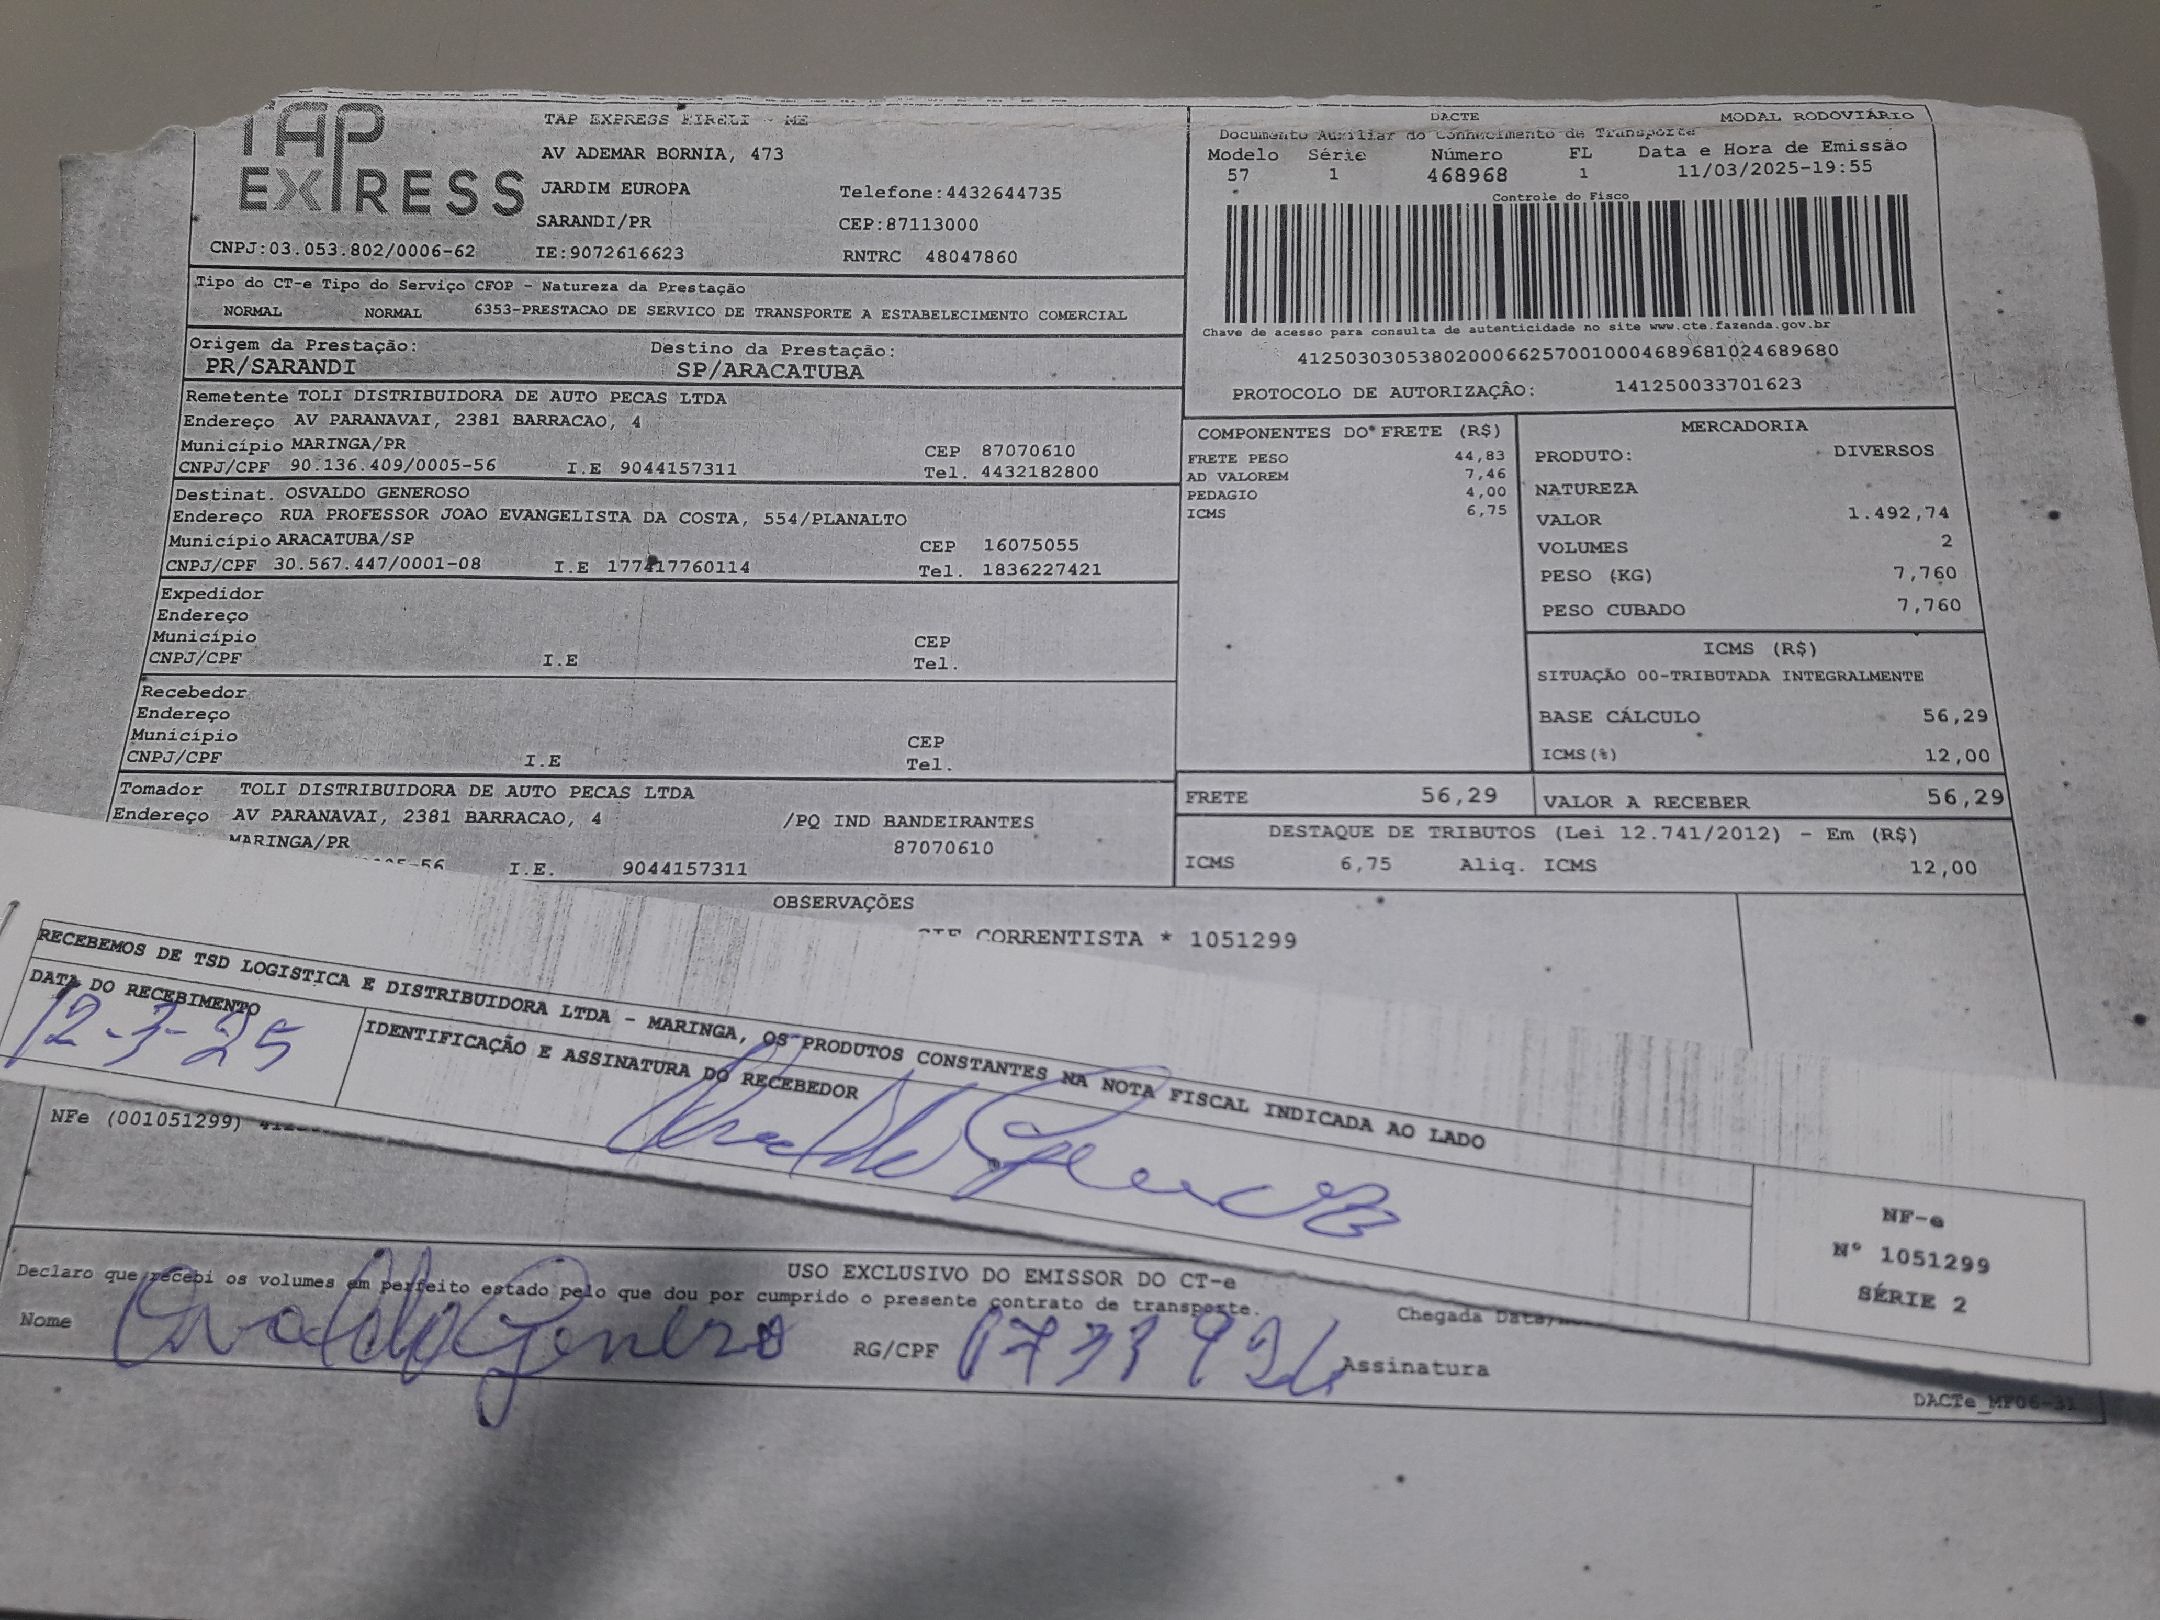 TAP EXPRESS
TAP EXPRESS EIRELI - ME
AV ADEMAR BORNIA, 473
JARDIM EUROPA Telefone:4432644735
SARANDI/PR CEP:87113000
CNPJ:03.053.802/0006-62 IE:9072616623 RNTRC 48047860
Tipo do CT-e Tipo do Serviço CFOP - Natureza da Prestação
NORMAL NORMAL 6353-PRESTACAO DE SERVICO DE TRANSPORTE A ESTABELECIMENTO COMERCIAL
Origem da Prestação: Destino da Prestação:
PR/SARANDI SP/ARACATUBA
Remetente TOLI DISTRIBUIDORA DE AUTO PECAS LTDA
Endereço AV PARANAVAI, 2381 BARRACAO, 4
Município MARINGA/PR CEP 87070610
CNPJ/CPF 90.136.409/0005-56 I.E 9044157311 Tel. 4432182800
Destinat. OSVALDO GENEROSO
Endereço RUA PROFESSOR JOAO EVANGELISTA DA COSTA, 554/PLANALTO
Município ARACATUBA/SP CEP 16075055
CNPJ/CPF 30.567.447/0001-08 I.E 177417760114 Tel. 1836227421
Expedidor
Endereço
Município CEP
CNPJ/CPF I.E Tel.
Recebedor
Endereço
Município CEP
CNPJ/CPF I.E Tel.
Tomador TOLI DISTRIBUIDORA DE AUTO PECAS LTDA
Endereço AV PARANAVAI, 2381 BARRACAO, 4 /PQ IND BANDEIRANTES
MARINGA/PR 87070610
I.E. 9044157311
DACTE MODAL RODOVIÁRIO
Documento Auxiliar do Conhecimento de Transporte
Modelo Série Número FL Data e Hora de Emissão
57 1 468968 1 11/03/2025-19:55
Controle do Fisco
Chave de acesso para consulta de autenticidade no site www.cte.fazenda.gov.br
41250303053802000662570010004689681024689680
PROTOCOLO DE AUTORIZAÇÂO: 141250033701623
COMPONENTES DO FRETE (R$)
FRETE PESO 44,83
AD VALOREM 7,46
PEDAGIO 4,00
ICMS 6,75
MERCADORIA
PRODUTO: DIVERSOS
NATUREZA
VALOR 1.492,74
VOLUMES 2
PESO (KG) 7,760
PESO CUBADO 7,760
ICMS (R$)
SITUAÇÃO 00-TRIBUTADA INTEGRALMENTE
BASE CÁLCULO 56,29
ICMS(%) 12,00
FRETE 56,29 VALOR A RECEBER 56,29
DESTAQUE DE TRIBUTOS (Lei 12.741/2012) - Em (R$)
ICMS 6,75 Aliq. ICMS 12,00
OBSERVAÇÕES
CORRENTISTA * 1051299
RECEBEMOS DE TSD LOGISTICA E DISTRIBUIDORA LTDA - MARINGA, OS PRODUTOS CONSTANTES NA NOTA FISCAL INDICADA AO LADO
DATA DO RECEBIMENTO IDENTIFICAÇÃO E ASSINATURA DO RECEBEDOR
12-3-25
NF-e
Nº 1051299
SÉRIE 2
NFe (001051299)
USO EXCLUSIVO DO EMISSOR DO CT-e
Declaro que recebi os volumes em perfeito estado pelo que dou por cumprido o presente contrato de transporte. Chegada
Nome Osvaldo Generoso RG/CPF Assinatura